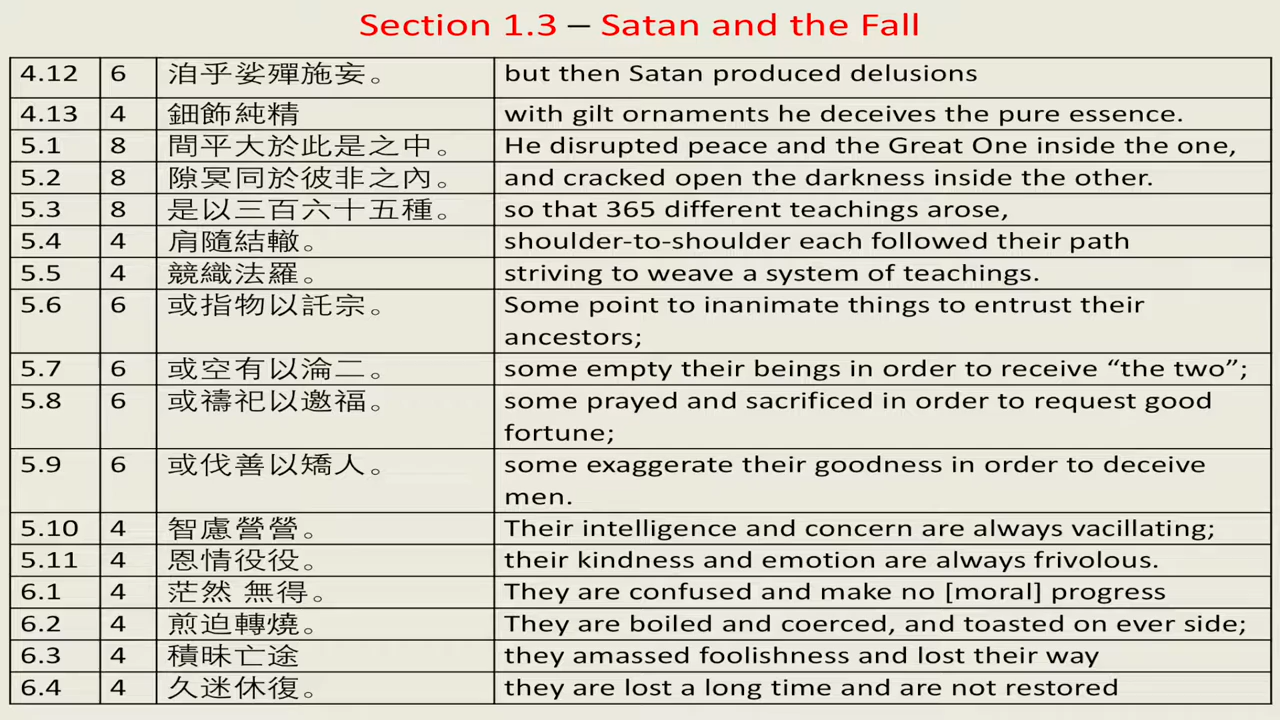 Section 1.3 – Satan and the Fall
4.12 6 洎乎娑殫施妄。 but then Satan produced delusions
4.13 4 鈿飾純精 with gilt ornaments he deceives the pure essence.
5.1 8 間平大於此是之中。 He disrupted peace and the Great One inside the one,
5.2 8 隙冥同於彼非之內。 and cracked open the darkness inside the other.
5.3 8 是以三百六十五種。 so that 365 different teachings arose,
5.4 4 肩隨結轍。 shoulder-to-shoulder each followed their path
5.5 4 競織法羅。 striving to weave a system of teachings.
5.6 6 或指物以託宗。 Some point to inanimate things to entrust their
ancestors;
5.7 6 或空有以淪二。 some empty their beings in order to receive “the two”;
5.8 6 或禱祀以邀福。 some prayed and sacrificed in order to request good
fortune;
5.9 6 或伐善以矯人。 some exaggerate their goodness in order to deceive
men.
5.10 4 智慮營營。 Their intelligence and concern are always vacillating;
5.11 4 恩情役役。 their kindness and emotion are always frivolous.
6.1 4 茫然 無得。 They are confused and make no [moral] progress
6.2 4 煎迫轉燒。 They are boiled and coerced, and toasted on ever side;
6.3 4 積昧亡途 they amassed foolishness and lost their way
6.4 4 久迷休復。 they are lost a long time and are not restored